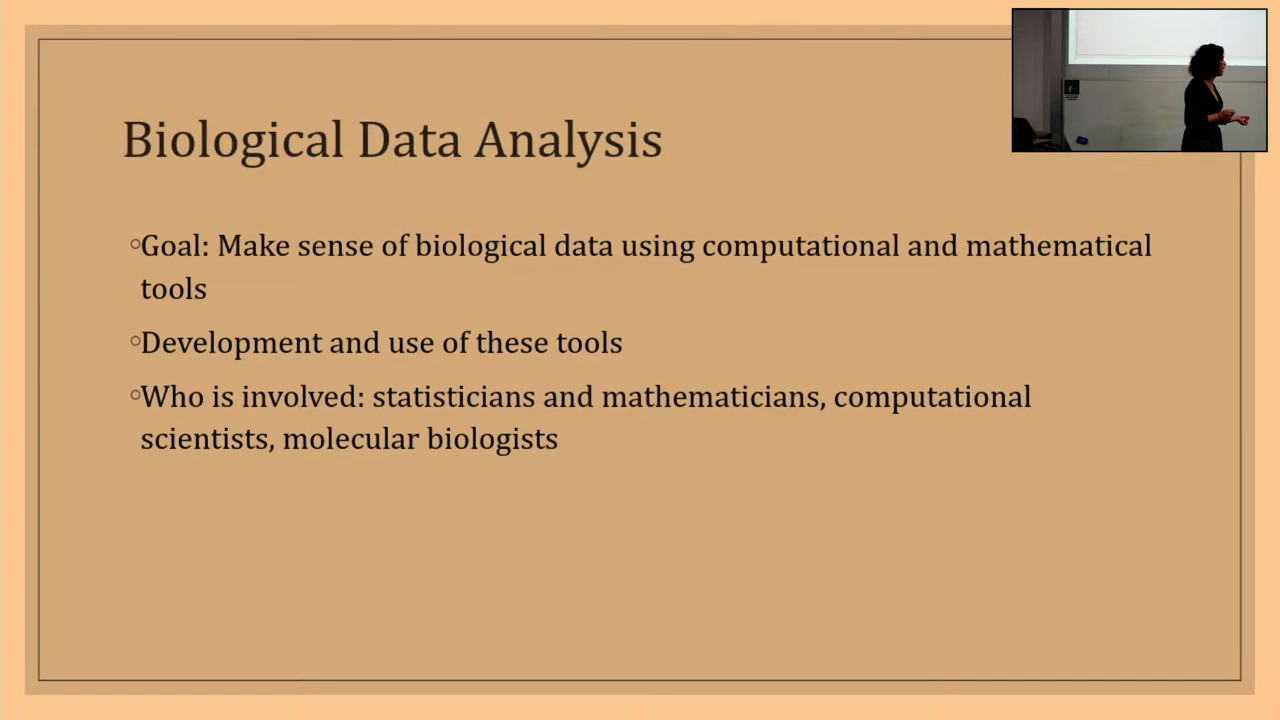 Biological Data Analysis
◦Goal: Make sense of biological data using computational and mathematical
tools
◦Development and use of these tools
◦Who is involved: statisticians and mathematicians, computational
scientists, molecular biologists